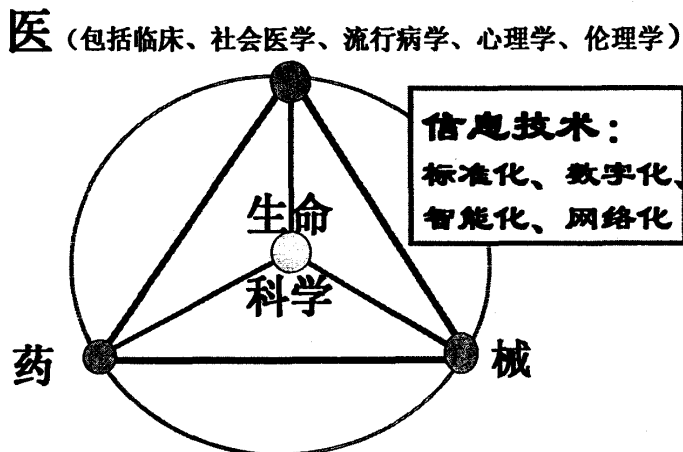 医（包括临床、社会医学、流行病学、心理学、伦理学）
信息技术：
标准化、数字化、
智能化、网络化
生命
科学
药
械